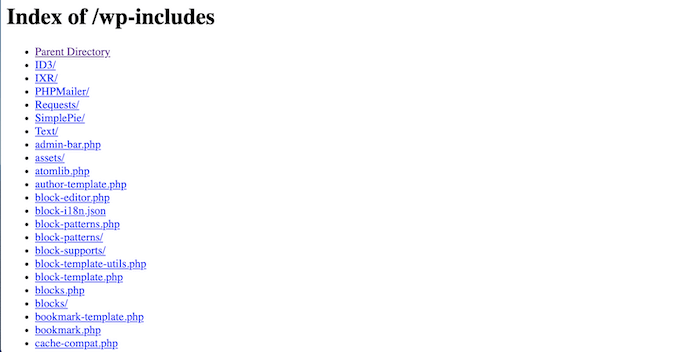 Index of /wp-includes
Parent Directory
ID3/
IXR/
PHPMailer/
Requests/
SimplePie/
Text/
admin-bar.php
assets/
atomlib.php
author-template.php
block-editor.php
block-i18n.json
block-patterns.php
block-patterns/
block-supports/
block-template-utils.php
block-template.php
blocks.php
blocks/
bookmark-template.php
bookmark.php
cache-compat.php